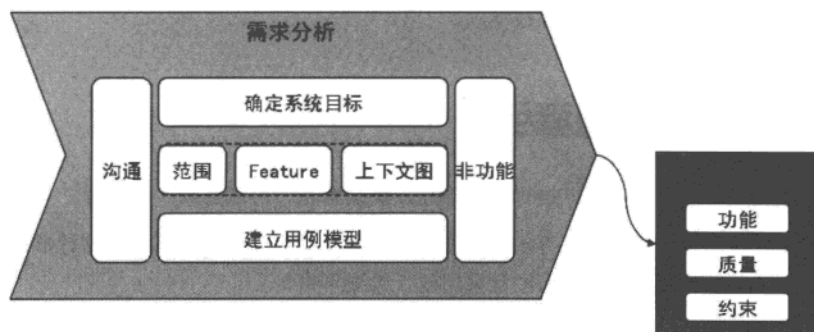 需求分析
确定系统目标
沟通
范围
Feature
上下文图
非功能
建立用例模型
功能
质量
约束